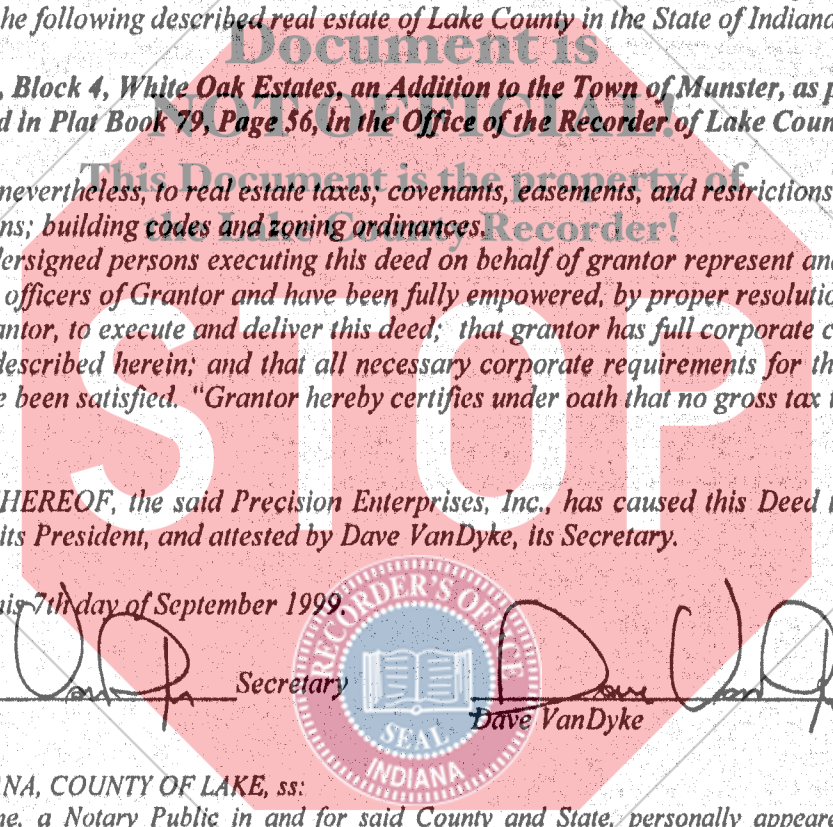 he following described real estate of Lake County in the State of Indiana
Document is
, Block 4, White Oak Estates, an Addition to the Town of Munster, as p
NOT OFFICIAL!
d in Plat Book 79, Page 56, in the Office of the Recorder of Lake Coun
This Document is the property of
nevertheless, to real estate taxes; covenants, easements, and restrictions
the Lake County Recorder!
ns; building codes and zoning ordinances.
dersigned persons executing this deed on behalf of grantor represent an
officers of Grantor and have been fully empowered, by proper resolutio
antor, to execute and deliver this deed; that grantor has full corporate c
described herein; and that all necessary corporate requirements for th
e been satisfied. "Grantor hereby certifies under oath that no gross tax i
STOP
HEREOF, the said Precision Enterprises, Inc., has caused this Deed
its President, and attested by Dave VanDyke, its Secretary.
his 7th day of September 1999.
RECORDER'S OFFICE
Secretary
Dave VanDyke
SEAL
INDIANA
NA, COUNTY OF LAKE, ss:
ne, a Notary Public in and for said County and State, personally appeare